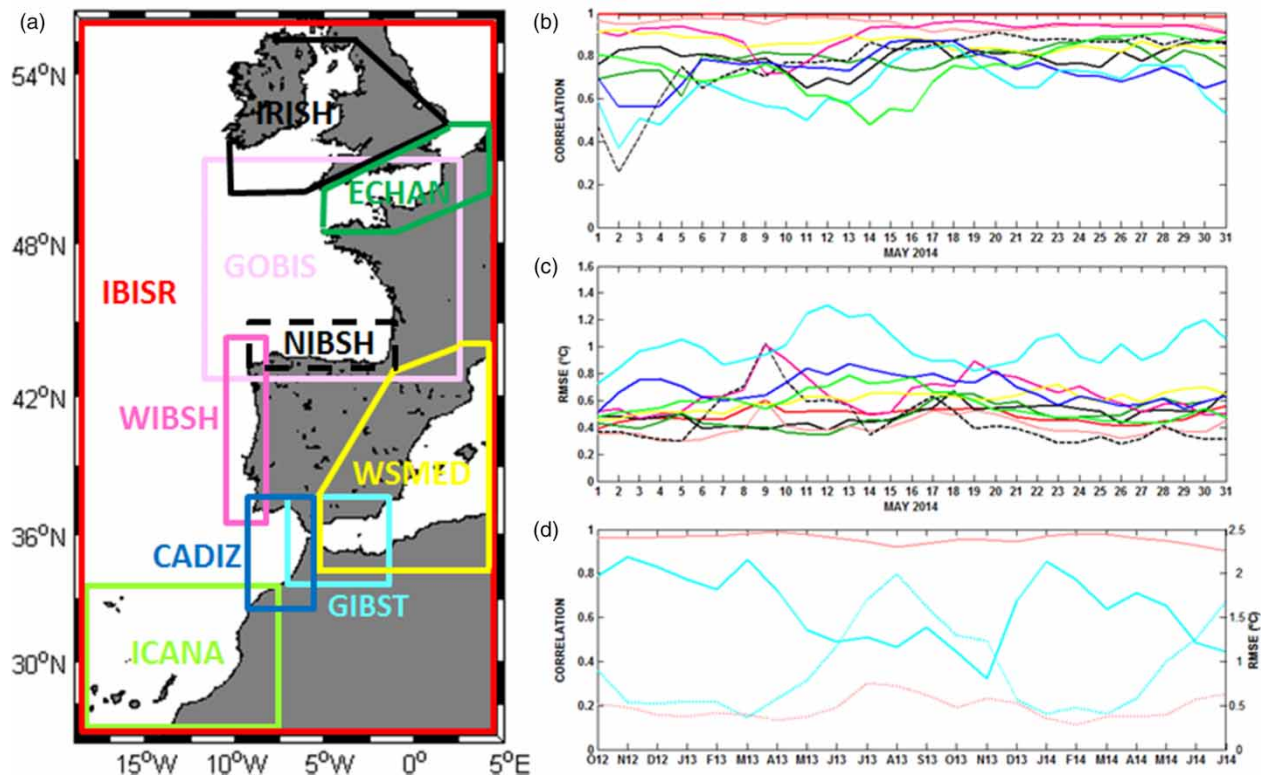 (a)
54°N
48°N
42°N
36°N
30°N
15°W 10°W 5°W 0° 5°E
IRISH
ECHAN
GOBIS
IBISR
NIBSH
WIBSH
WSMED
CADIZ
GIBST
ICANA
(b)
CORRELATION
1
0.8
0.6
0.4
0.2
0
1 2 3 4 5 6 7 8 9 10 11 12 13 14 15 16 17 18 19 20 21 22 23 24 25 26 27 28 29 30 31
MAY 2014
(c)
RMSE (°C)
1.6
1.4
1.2
1
0.8
0.6
0.4
0.2
0
1 2 3 4 5 6 7 8 9 10 11 12 13 14 15 16 17 18 19 20 21 22 23 24 25 26 27 28 29 30 31
MAY 2014
(d)
CORRELATION
1
0.8
0.6
0.4
0.2
0
2.5
2
1.5
1
0.5
0
RMSE (°C)
O12 N12 D12 J13 F13 M13 A13 M13 J13 J13 A13 S13 O13 N13 D13 J14 F14 M14 A14 M14 J14 J14